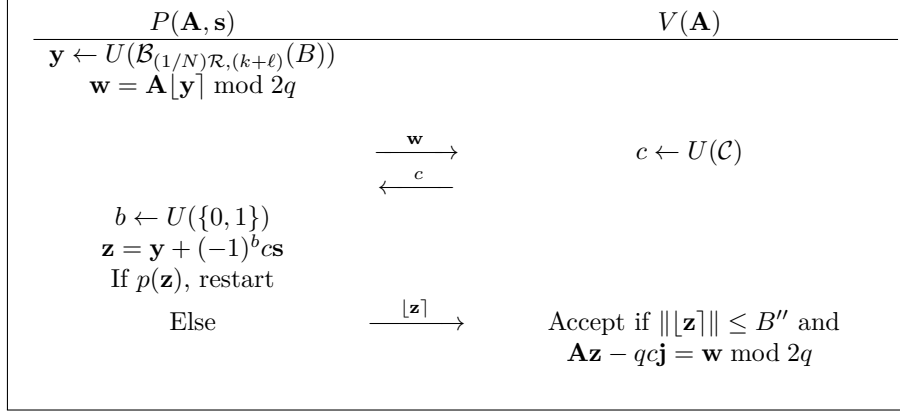 P(A, s) V(A)
y ← U(ℬ_{(1/N)ℛ,(k+ℓ)}(B))
w = A⌊y⌉ mod 2q
w
c ← U(𝒞)
c
b ← U({0, 1})
z = y + (−1)^b cs
If p(z), restart
⌊z⌉
Else Accept if ‖⌊z⌉‖ ≤ B′′ and
Az − qcj = w mod 2q